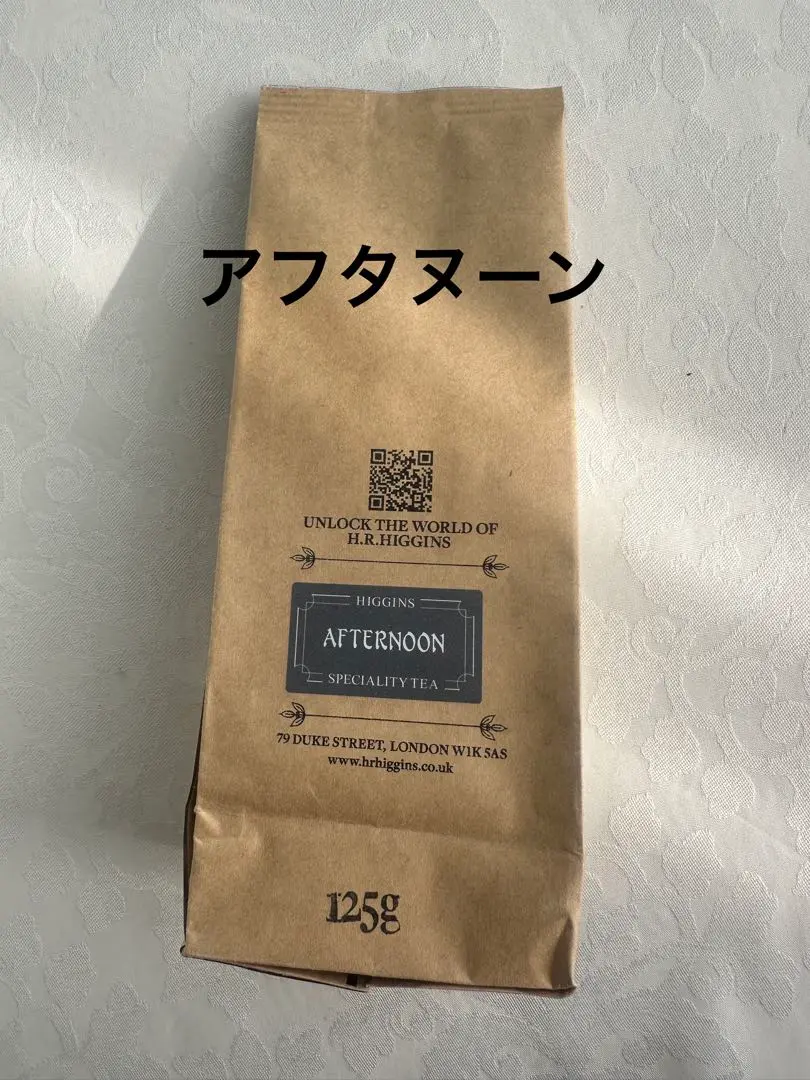 アフタヌーン
UNLOCK THE WORLD OF
H.R.HIGGINS
HIGGINS
AFTERNOON
SPECIALITY TEA
79 DUKE STREET, LONDON W1K 5AS
www.hrhiggins.co.uk
125g